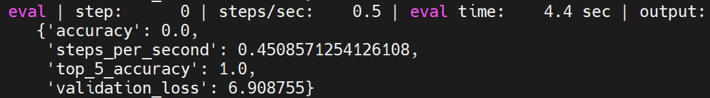 eval | step: 0 | steps/sec: 0.5 | eval time: 4.4 sec | output:
{'accuracy': 0.0,
'steps_per_second': 0.4508571254126108,
'top_5_accuracy': 1.0,
'validation_loss': 6.908755}